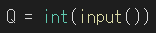 Q = int(input())